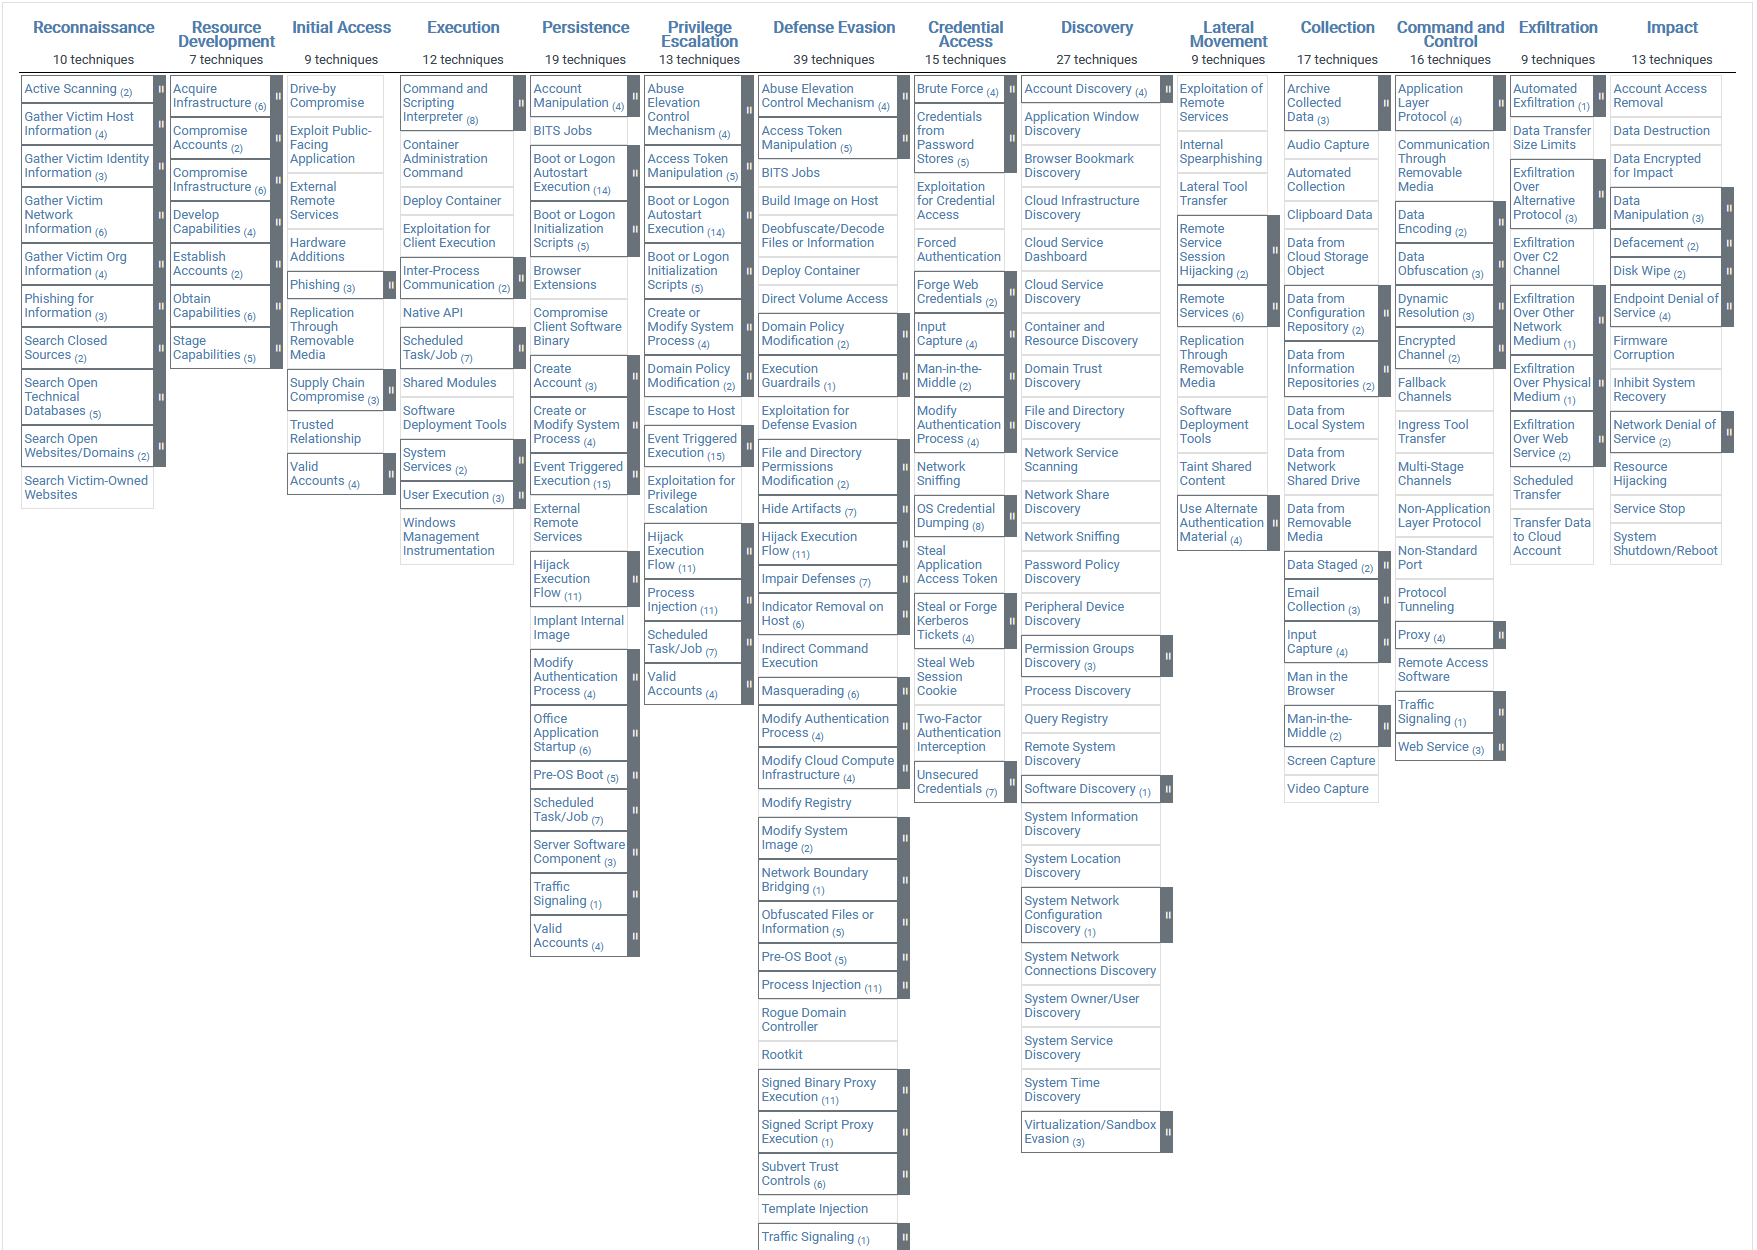 Reconnaissance
10 techniques
Active Scanning (2)
Gather Victim Host
Information (4)
Gather Victim Identity
Information (3)
Gather Victim
Network
Information (6)
Gather Victim Org
Information (4)
Phishing for
Information (3)
Search Closed
Sources (2)
Search Open
Technical
Databases (5)
Search Open
Websites/Domains (2)
Search Victim-Owned
Websites
Resource
Development
7 techniques
Acquire
Infrastructure (6)
Compromise
Accounts (2)
Compromise
Infrastructure (6)
Develop
Capabilities (4)
Establish
Accounts (2)
Obtain
Capabilities (6)
Stage
Capabilities (5)
Initial Access
9 techniques
Drive-by
Compromise
Exploit Public-
Facing
Application
External
Remote
Services
Hardware
Additions
Phishing (3)
Replication
Through
Removable
Media
Supply Chain
Compromise (3)
Trusted
Relationship
Valid
Accounts (4)
Execution
12 techniques
Command and
Scripting
Interpreter (8)
Container
Administration
Command
Deploy Container
Exploitation for
Client Execution
Inter-Process
Communication (2)
Native API
Scheduled
Task/Job (7)
Shared Modules
Software
Deployment Tools
System
Services (2)
User Execution (3)
Windows
Management
Instrumentation
Persistence
19 techniques
Account
Manipulation (4)
BITS Jobs
Boot or Logon
Autostart
Execution (14)
Boot or Logon
Initialization
Scripts (5)
Browser
Extensions
Compromise
Client Software
Binary
Create
Account (3)
Create or
Modify System
Process (4)
Event Triggered
Execution (15)
External
Remote
Services
Hijack
Execution
Flow (11)
Implant Internal
Image
Modify
Authentication
Process (4)
Office
Application
Startup (6)
Pre-OS Boot (5)
Scheduled
Task/Job (7)
Server Software
Component (3)
Traffic
Signaling (1)
Valid
Accounts (4)
Privilege
Escalation
13 techniques
Abuse
Elevation
Control
Mechanism (4)
Access Token
Manipulation (5)
Boot or Logon
Autostart
Execution (14)
Boot or Logon
Initialization
Scripts (5)
Create or
Modify System
Process (4)
Domain Policy
Modification (2)
Escape to Host
Event Triggered
Execution (15)
Exploitation for
Privilege
Escalation
Hijack
Execution
Flow (11)
Process
Injection (11)
Scheduled
Task/Job (7)
Valid
Accounts (4)
Defense Evasion
39 techniques
Abuse Elevation
Control Mechanism (4)
Access Token
Manipulation (5)
BITS Jobs
Build Image on Host
Deobfuscate/Decode
Files or Information
Deploy Container
Direct Volume Access
Domain Policy
Modification (2)
Execution
Guardrails (1)
Exploitation for
Defense Evasion
File and Directory
Permissions
Modification (2)
Hide Artifacts (7)
Hijack Execution
Flow (11)
Impair Defenses (7)
Indicator Removal on
Host (6)
Indirect Command
Execution
Masquerading (6)
Modify Authentication
Process (4)
Modify Cloud Compute
Infrastructure (4)
Modify Registry
Modify System
Image (2)
Network Boundary
Bridging (1)
Obfuscated Files or
Information (5)
Pre-OS Boot (5)
Process Injection (11)
Rogue Domain
Controller
Rootkit
Signed Binary Proxy
Execution (11)
Signed Script Proxy
Execution (1)
Subvert Trust
Controls (6)
Template Injection
Traffic Signaling (1)
Credential
Access
15 techniques
Brute Force (4)
Credentials
from
Password
Stores (5)
Exploitation
for Credential
Access
Forced
Authentication
Forge Web
Credentials (2)
Input
Capture (4)
Man-in-the-
Middle (2)
Modify
Authentication
Process (4)
Network
Sniffing
OS Credential
Dumping (8)
Steal
Application
Access Token
Steal or Forge
Kerberos
Tickets (4)
Steal Web
Session
Cookie
Two-Factor
Authentication
Interception
Unsecured
Credentials (7)
Discovery
27 techniques
Account Discovery (4)
Application Window
Discovery
Browser Bookmark
Discovery
Cloud Infrastructure
Discovery
Cloud Service
Dashboard
Cloud Service
Discovery
Container and
Resource Discovery
Domain Trust
Discovery
File and Directory
Discovery
Network Service
Scanning
Network Share
Discovery
Network Sniffing
Password Policy
Discovery
Peripheral Device
Discovery
Permission Groups
Discovery (3)
Process Discovery
Query Registry
Remote System
Discovery
Software Discovery (1)
System Information
Discovery
System Location
Discovery
System Network
Configuration
Discovery (1)
System Network
Connections Discovery
System Owner/User
Discovery
System Service
Discovery
System Time
Discovery
Virtualization/Sandbox
Evasion (3)
Lateral
Movement
9 techniques
Exploitation of
Remote
Services
Internal
Spearphishing
Lateral Tool
Transfer
Remote
Service
Session
Hijacking (2)
Remote
Services (6)
Replication
Through
Removable
Media
Software
Deployment
Tools
Taint Shared
Content
Use Alternate
Authentication
Material (4)
Collection
17 techniques
Archive
Collected
Data (3)
Audio Capture
Automated
Collection
Clipboard Data
Data from
Cloud Storage
Object
Data from
Configuration
Repository (2)
Data from
Information
Repositories (2)
Data from
Local System
Data from
Network
Shared Drive
Data from
Removable
Media
Data Staged (2)
Email
Collection (3)
Input
Capture (4)
Man in the
Browser
Man-in-the-
Middle (2)
Screen Capture
Video Capture
Command and
Control
16 techniques
Application
Layer
Protocol (4)
Communication
Through
Removable
Media
Data
Encoding (2)
Data
Obfuscation (3)
Dynamic
Resolution (3)
Encrypted
Channel (2)
Fallback
Channels
Ingress Tool
Transfer
Multi-Stage
Channels
Non-Application
Layer Protocol
Non-Standard
Port
Protocol
Tunneling
Proxy (4)
Remote Access
Software
Traffic
Signaling (1)
Web Service (3)
Exfiltration
9 techniques
Automated
Exfiltration (1)
Data Transfer
Size Limits
Exfiltration
Over
Alternative
Protocol (3)
Exfiltration
Over C2
Channel
Exfiltration
Over Other
Network
Medium (1)
Exfiltration
Over Physical
Medium (1)
Exfiltration
Over Web
Service (2)
Scheduled
Transfer
Transfer Data
to Cloud
Account
Impact
13 techniques
Account Access
Removal
Data Destruction
Data Encrypted
for Impact
Data
Manipulation (3)
Defacement (2)
Disk Wipe (2)
Endpoint Denial of
Service (4)
Firmware
Corruption
Inhibit System
Recovery
Network Denial of
Service (2)
Resource
Hijacking
Service Stop
System
Shutdown/Reboot